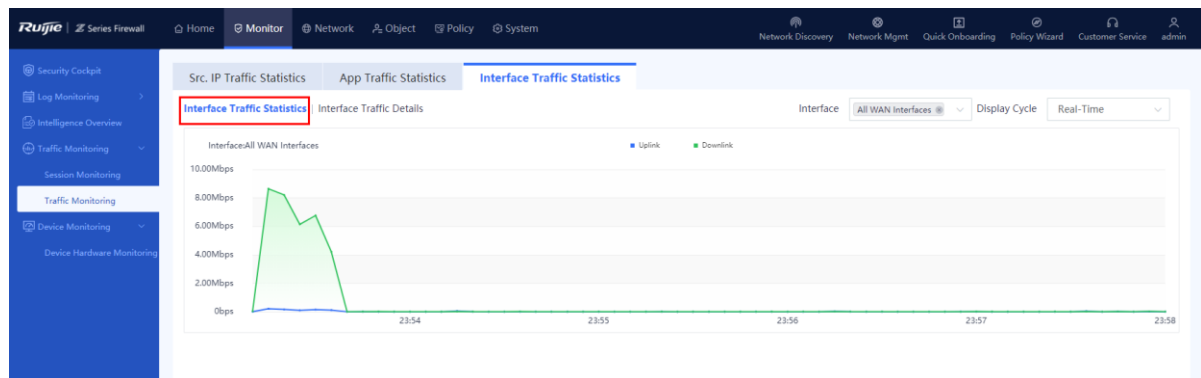 Ruijie | Z Series Firewall
Home
Monitor
Network
Object
Policy
System
Network Discovery
Network Mgmt
Quick Onboarding
Policy Wizard
Customer Service
admin
Security Cockpit
Log Monitoring
Intelligence Overview
Traffic Monitoring
Session Monitoring
Traffic Monitoring
Device Monitoring
Device Hardware Monitoring
Src. IP Traffic Statistics
App Traffic Statistics
Interface Traffic Statistics
Interface Traffic Statistics | Interface Traffic Details
Interface
All WAN Interfaces
Display Cycle
Real-Time
Interface:All WAN Interfaces
Uplink
Downlink
10.00Mbps
8.00Mbps
6.00Mbps
4.00Mbps
2.00Mbps
0bps
23:54
23:55
23:56
23:57
23:58